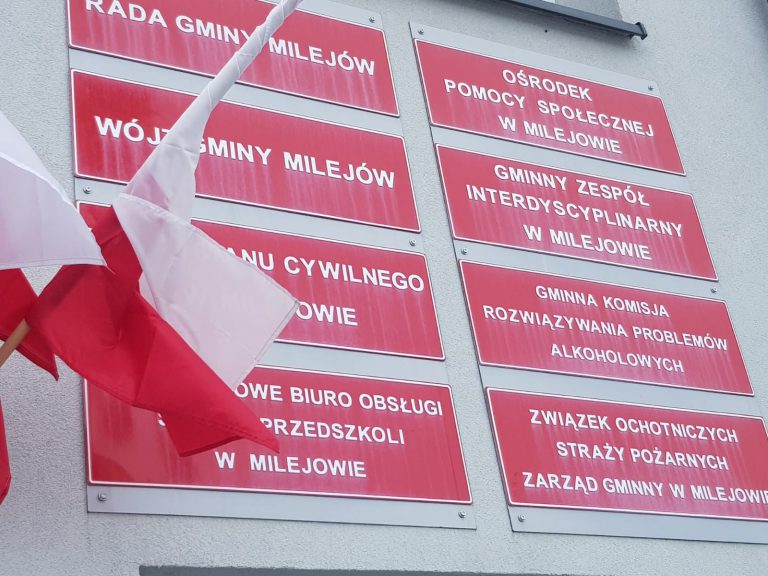 RADA GMINY MILEJÓW
WÓJT GMINY MILEJÓW
ANU CYWILNEGO
W MILEJOWIE
OWE BIURO OBSŁUGI
PRZEDSZKOLI
W MILEJOWIE
OŚRODEK
POMOCY SPOŁECZNEJ
W MILEJOWIE
GMINNY ZESPÓŁ
INTERDYSCYPLINARNY
W MILEJOWIE
GMINNA KOMISJA
ROZWIĄZYWANIA PROBLEMÓW
ALKOHOLOWYCH
ZWIĄZEK OCHOTNICZYCH
STRAŻY POŻARNYCH
ZARZĄD GMINNY W MILEJOWIE